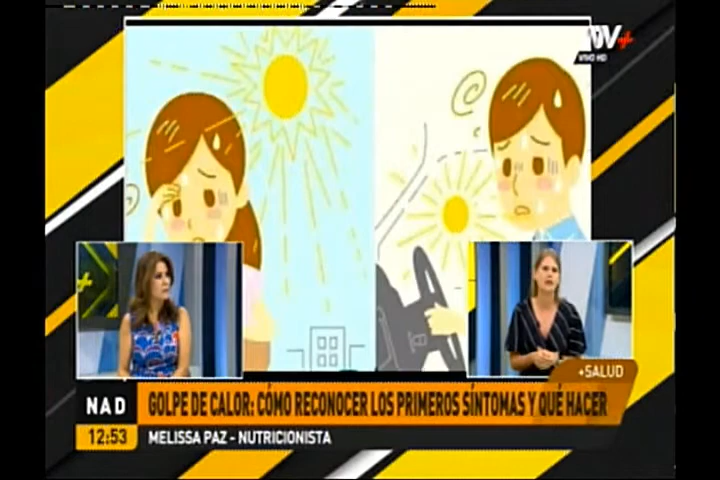 VIVO HD
+SALUD
NAD
GOLPE DE CALOR: CÓMO RECONOCER LOS PRIMEROS SÍNTOMAS Y QUÉ HACER
12:53
MELISSA PAZ - NUTRICIONISTA